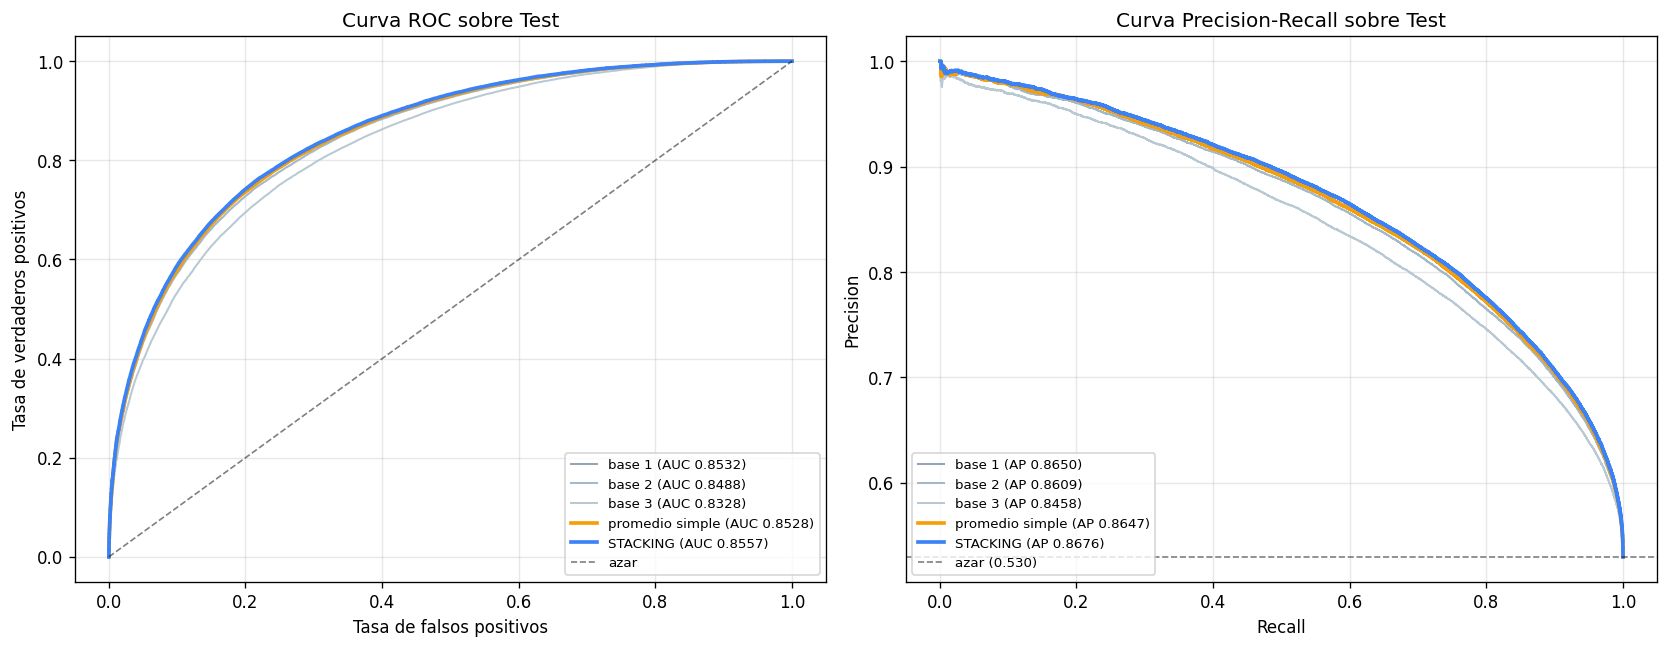 Curva ROC sobre Test
Tasa de verdaderos positivos
1.0
0.8
0.6
0.4
0.2
0.0
base 1 (AUC 0.8532)
base 2 (AUC 0.8488)
base 3 (AUC 0.8328)
promedio simple (AUC 0.8528)
STACKING (AUC 0.8557)
azar
0.0 0.2 0.4 0.6 0.8 1.0
Tasa de falsos positivos
Curva Precision-Recall sobre Test
Precision
1.0
0.9
0.8
0.7
0.6
base 1 (AP 0.8650)
base 2 (AP 0.8609)
base 3 (AP 0.8458)
promedio simple (AP 0.8647)
STACKING (AP 0.8676)
azar (0.530)
0.0 0.2 0.4 0.6 0.8 1.0
Recall